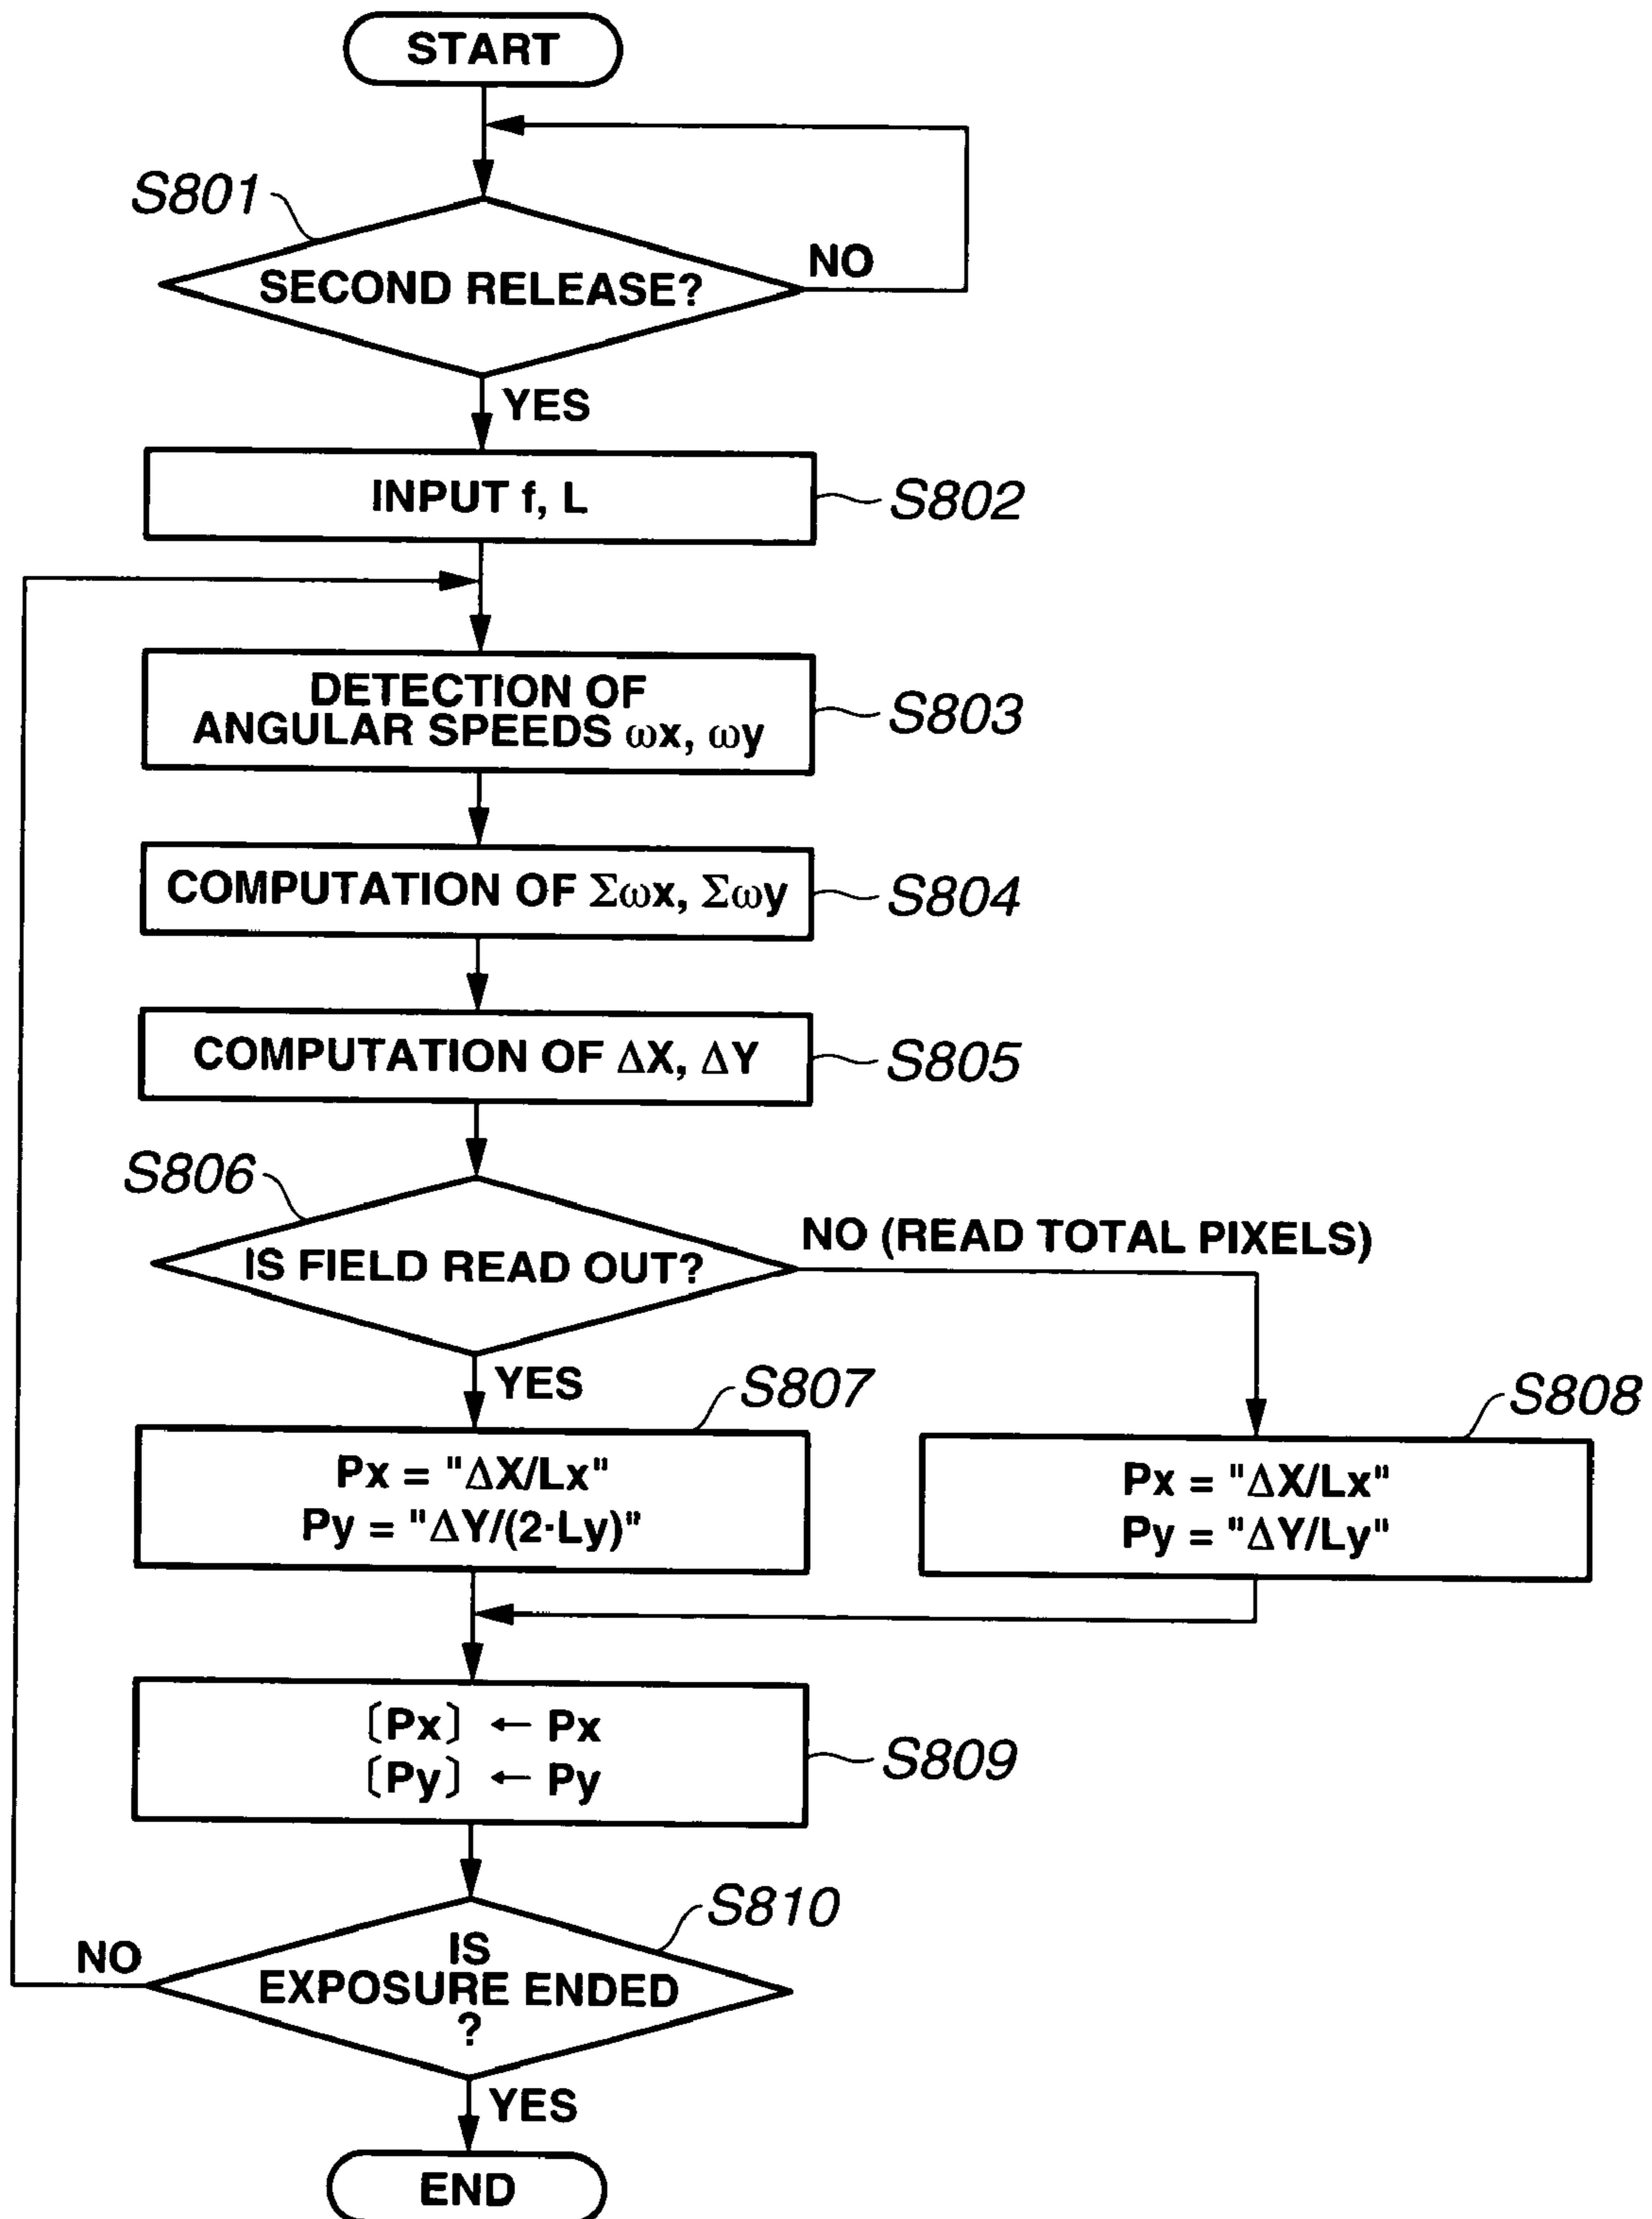 START
S801
SECOND RELEASE?
NO
YES
INPUT f, L
S802
DETECTION OF
ANGULAR SPEEDS ωx, ωy
S803
COMPUTATION OF Σωx, Σωy
S804
COMPUTATION OF ΔX, ΔY
S805
S806
IS FIELD READ OUT?
NO (READ TOTAL PIXELS)
YES
S807
Px = "ΔX/Lx"
Py = "ΔY/(2·Ly)"
S808
Px = "ΔX/Lx"
Py = "ΔY/Ly"
〔Px〕 ← Px
〔Py〕 ← Py
S809
S810
IS
EXPOSURE ENDED
?
NO
YES
END